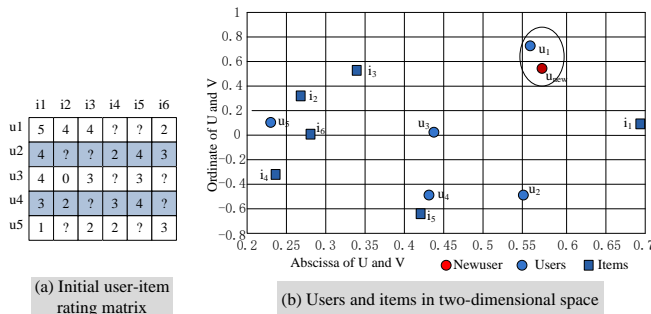 i1 i2 i3 i4 i5 i6
u1 5 4 4 ? ? 2
u2 4 ? ? 2 4 3
u3 4 0 3 ? 3 ?
u4 3 2 ? 3 4 ?
u5 1 ? 2 2 ? 3
(a) Initial user-item
rating matrix
Ordinate of U and V
1
0.8
0.6
0.4
0.2
0
-0.2
-0.4
-0.6
-0.8
u1
unew
i3
i2
u5
i6
u3
i1
i4
u4
u2
i5
0.2 0.25 0.3 0.35 0.4 0.45 0.5 0.55 0.6 0.65 0.7
Abscissa of U and V
Newuser Users Items
(b) Users and items in two-dimensional space